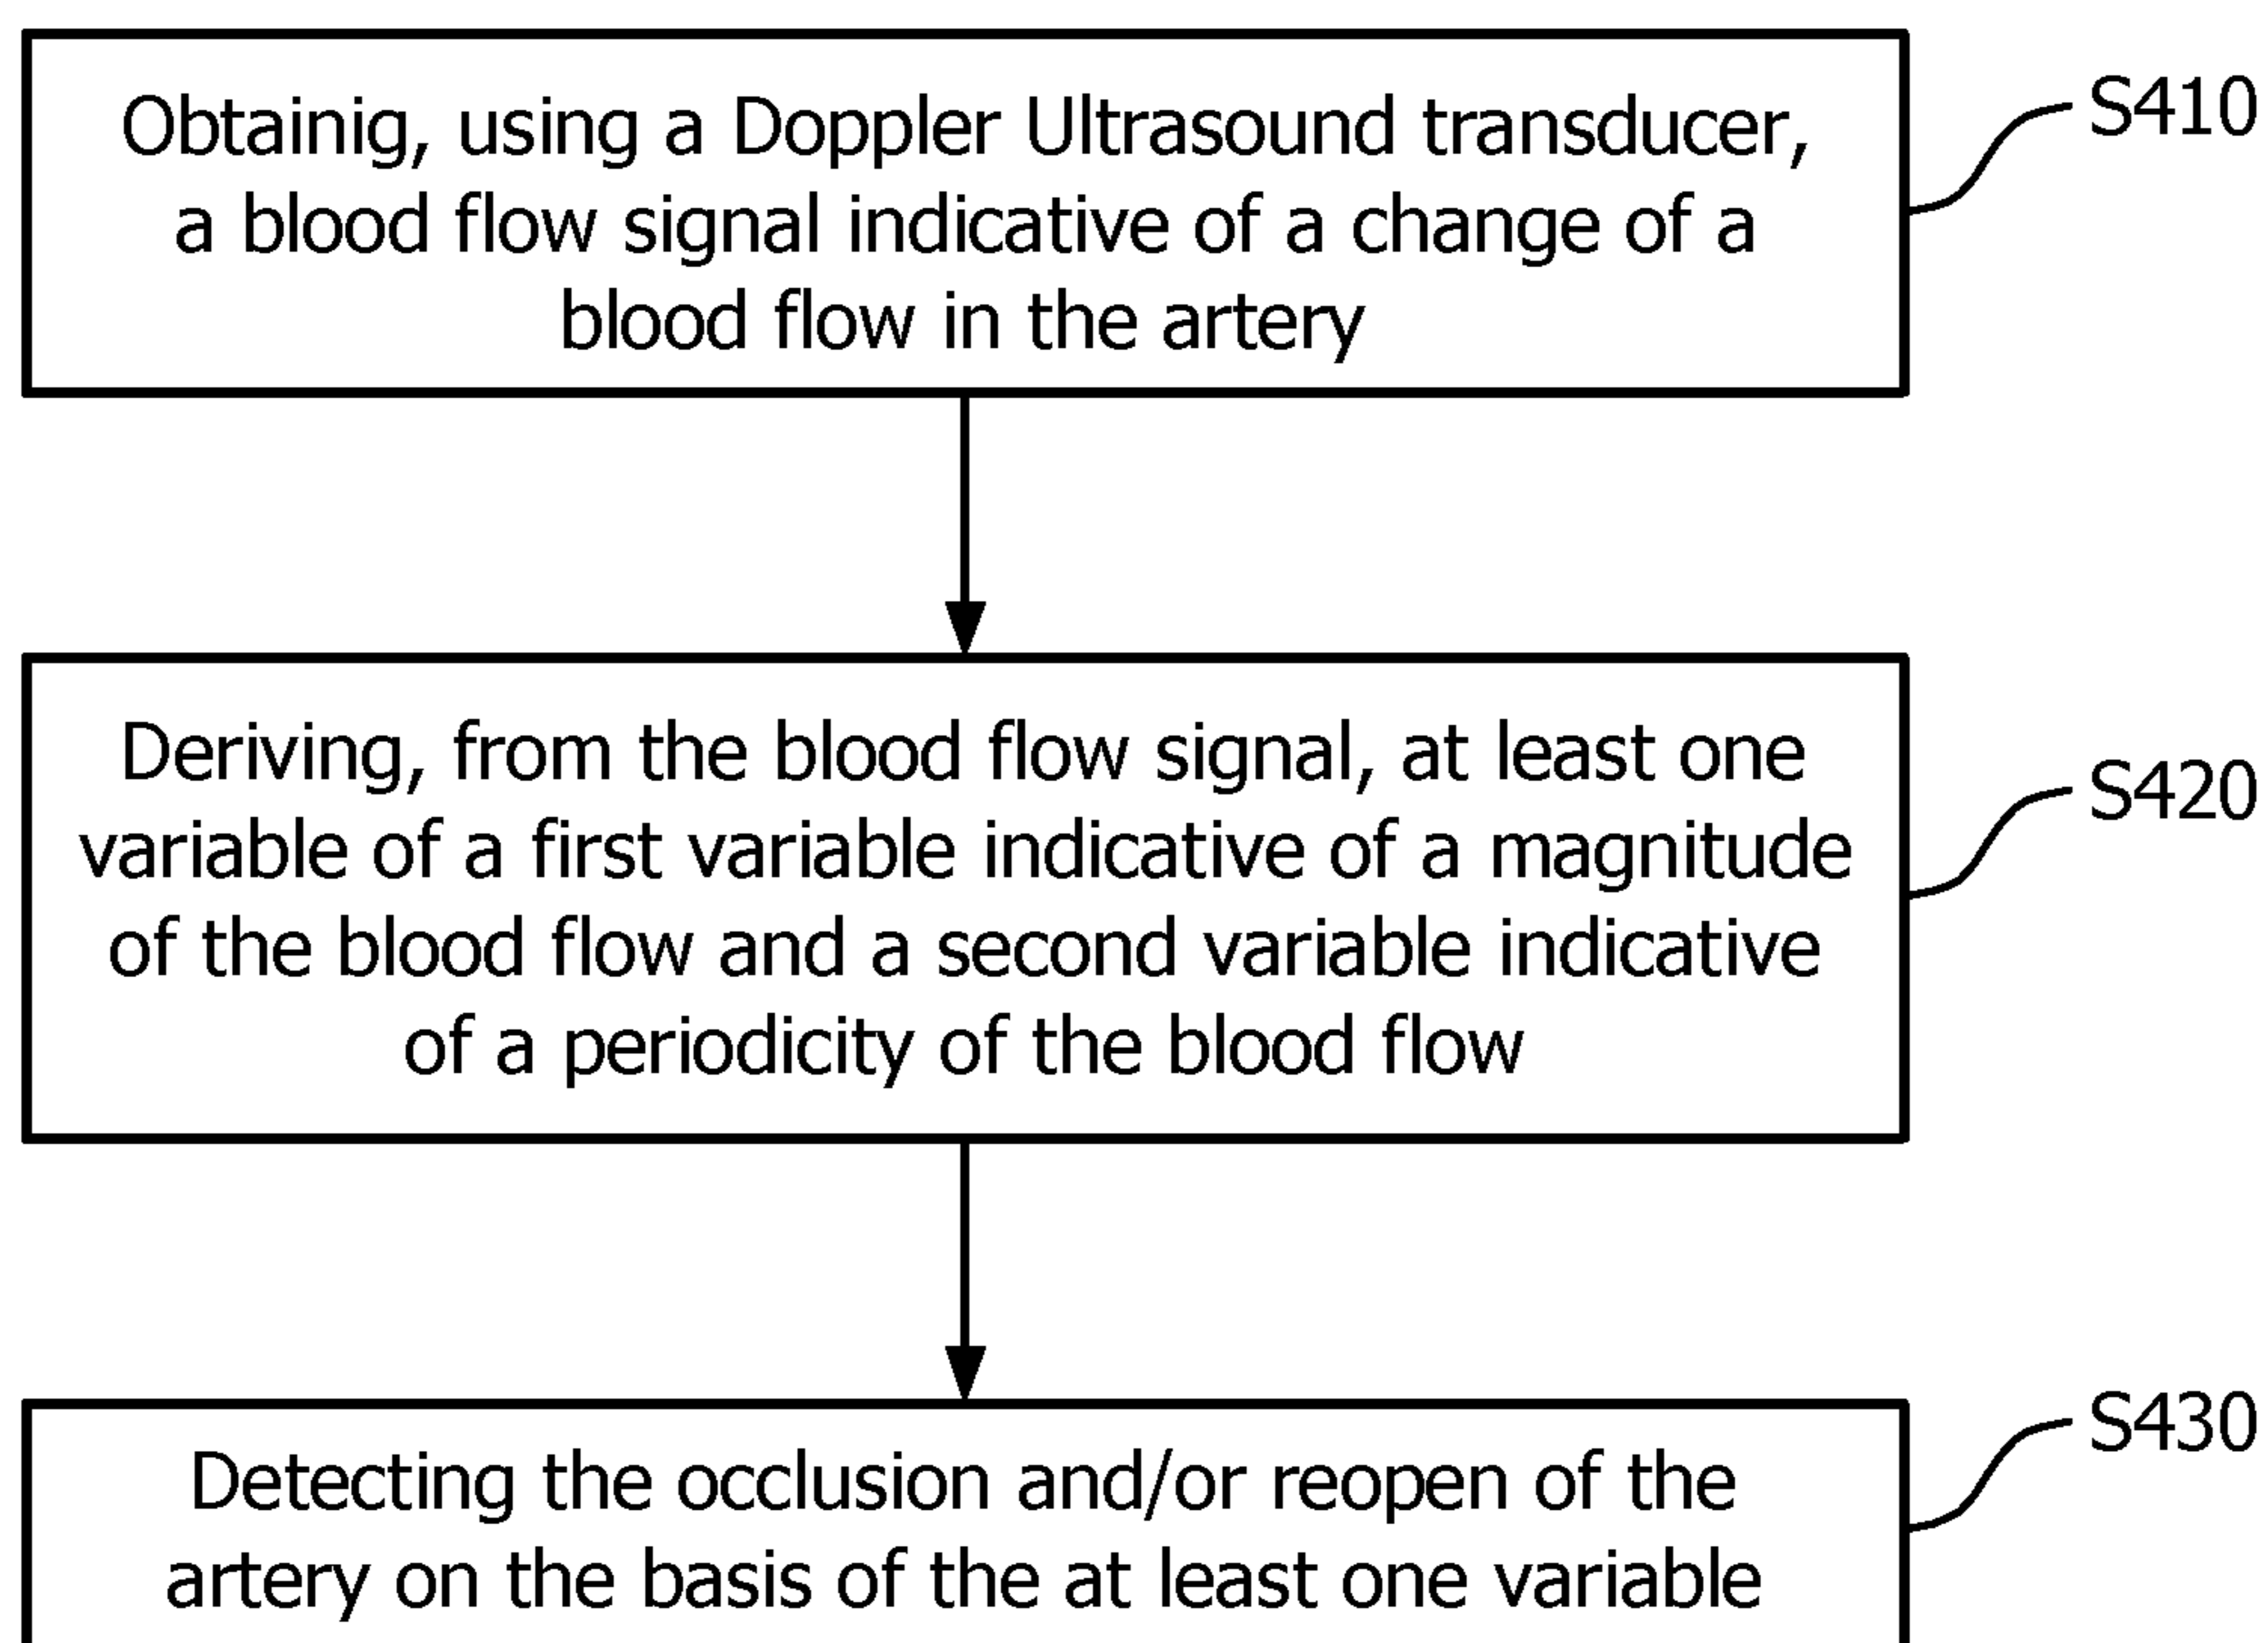 Obtainig, using a Doppler Ultrasound transducer,
a blood flow signal indicative of a change of a
blood flow in the artery
S410
Deriving, from the blood flow signal, at least one
variable of a first variable indicative of a magnitude
of the blood flow and a second variable indicative
of a periodicity of the blood flow
S420
Detecting the occlusion and/or reopen of the
artery on the basis of the at least one variable
S430